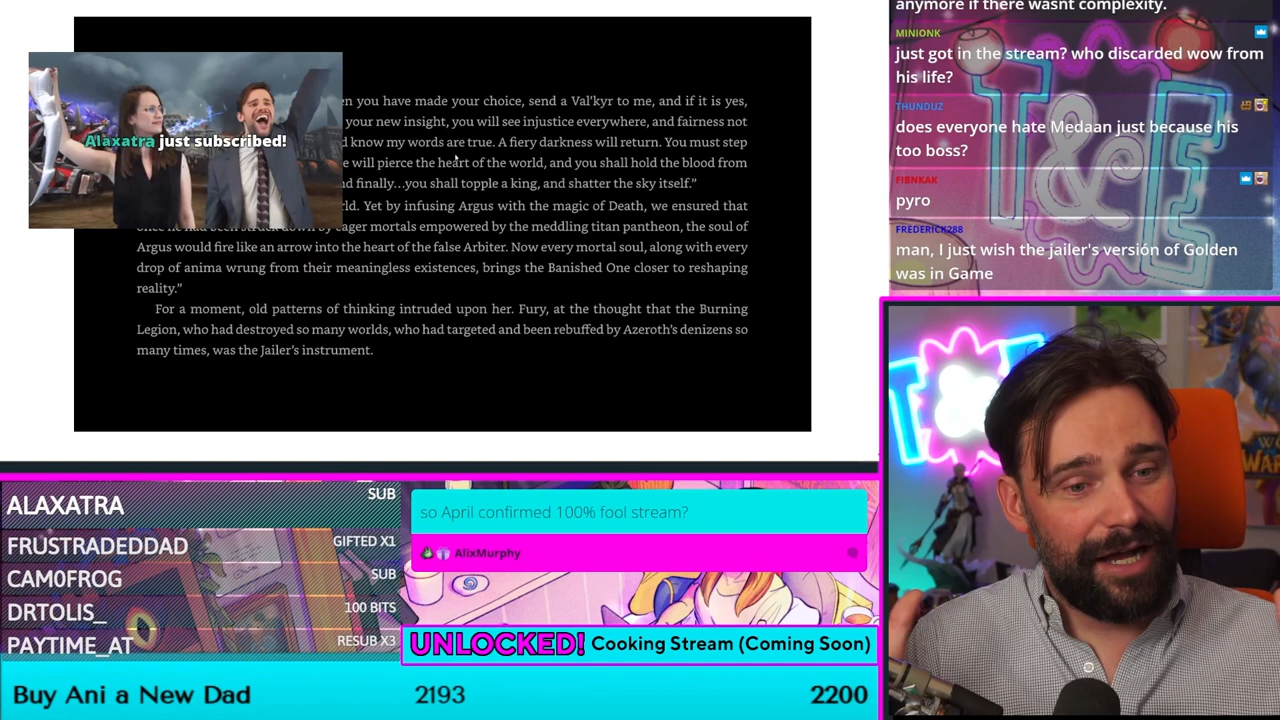 en you have made your choice, send a Val'kyr to me, and if it is yes,
your new insight, you will see injustice everywhere, and fairness not
d know my words are true. A fiery darkness will return. You must step
e will pierce the heart of the world, and you shall hold the blood from
nd finally…you shall topple a king, and shatter the sky itself.”
rld. Yet by infusing Argus with the magic of Death, we ensured that
once he had been struck down by eager mortals empowered by the meddling titan pantheon, the soul of
Argus would fire like an arrow into the heart of the false Arbiter. Now every mortal soul, along with every
drop of anima wrung from their meaningless existences, brings the Banished One closer to reshaping
reality.”
For a moment, old patterns of thinking intruded upon her. Fury, at the thought that the Burning
Legion, who had destroyed so many worlds, who had targeted and been rebuffed by Azeroth’s denizens so
many times, was the Jailer’s instrument.
Alaxatra just subscribed!
anymore if there wasnt complexity.
MINIONK
just got in the stream? who discarded wow from
his life?
THUNDUZ
does everyone hate Medaan just because his
too boss?
FIBNKAK
pyro
FREDERICK288
man, I just wish the jailer's versión of Golden
was in Game
T&E
ALAXATRA SUB
FRUSTRADEDDAD GIFTED X1
CAM0FROG SUB
DRTOLIS_ 100 BITS
PAYTIME_AT RESUB X3
so April confirmed 100% fool stream?
AlixMurphy
UNLOCKED! Cooking Stream (Coming Soon)
Buy Ani a New Dad 2193 2200